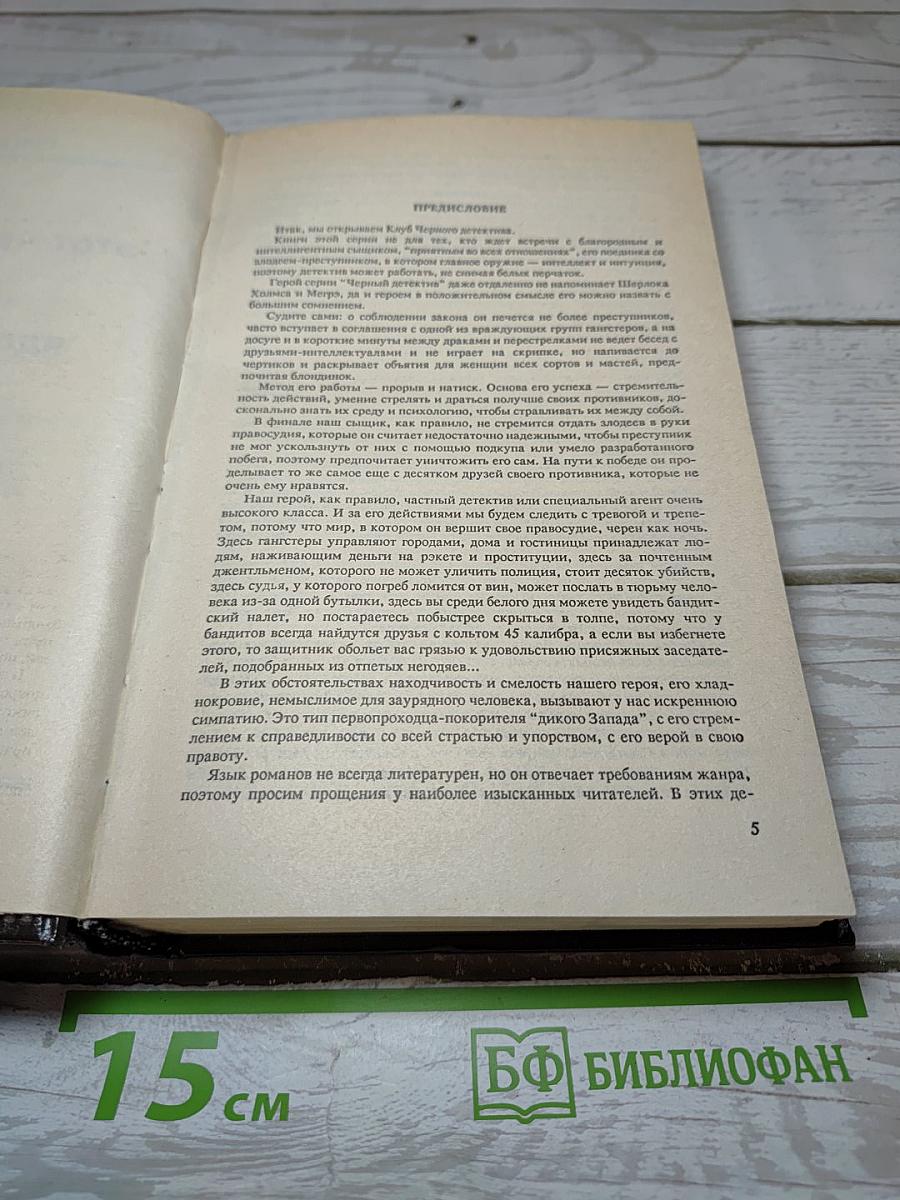 ПРЕДИСЛОВИЕ
Итак, мы открываем Клуб Черного детектива.
Книги этой серии не для тех, кто ждет встречи с благородным и
интеллигентным сыщиком, "приятным во всех отношениях", его поединка со
злодеем-преступником, в котором главное оружие — интеллект и интуиция,
поэтому детектив может работать, не снимая белых перчаток.
Герой серии "Черный детектив" даже отдаленно не напоминает Шерлока
Холмса и Мегрэ, да и героем в положительном смысле его можно назвать с
большим сомнением.
Судите сами: о соблюдении закона он печется не более преступников,
часто вступает в соглашения с одной из враждующих групп гангстеров, а на
досуге и в короткие минуты между драками и перестрелками не ведет бесед с
друзьями-интеллектуалами и не играет на скрипке, но напивается до
чертиков и раскрывает объятия для женщин всех сортов и мастей, пред-
почитая блондинок.
Метод его работы — прорыв и натиск. Основа его успеха — стремитель-
ность действий, умение стрелять и драться получше своих противников, до-
сконально знать их среду и психологию, чтобы стравливать их между собой.
В финале наш сыщик, как правило, не стремится отдать злодеев в руки
правосудия, которые он считает недостаточно надежными, чтобы преступник
не мог ускользнуть от них с помощью подкупа или умело разработанного
побега, поэтому предпочитает уничтожить его сам. На пути к победе он про-
делывает то же самое еще с десятком друзей своего противника, которые не
очень ему нравятся.
Наш герой, как правило, частный детектив или специальный агент очень
высокого класса. И за его действиями мы будем следить с тревогой и трепе-
том, потому что мир, в котором он вершит свое правосудие, черен как ночь.
Здесь гангстеры управляют городами, дома и гостиницы принадлежат лю-
дям, наживающим деньги на рэкете и проституции, здесь за почтенным
джентльменом, которого не может уличить полиция, стоит десяток убийств,
здесь судья, у которого погреб ломится от вин, может послать в тюрьму чело-
века из-за одной бутылки, здесь вы среди белого дня можете увидеть бандит-
ский налет, но постараетесь побыстрее скрыться в толпе, потому что у
бандитов всегда найдутся друзья с кольтом 45 калибра, а если вы избегнете
этого, то защитник обольет вас грязью к удовольствию присяжных заседате-
лей, подобранных из отпетых негодяев...
В этих обстоятельствах находчивость и смелость нашего героя, его хлад-
нокровие, немыслимое для заурядного человека, вызывают у нас искреннюю
симпатию. Это тип первопроходца-покорителя "дикого Запада", с его стрем-
лением к справедливости со всей страстью и упорством, с его верой в свою
правоту.
Язык романов не всегда литературен, но он отвечает требованиям жанра,
поэтому просим прощения у наиболее изысканных читателей. В этих де-
5
15 см
БФ БИБЛИОФАН